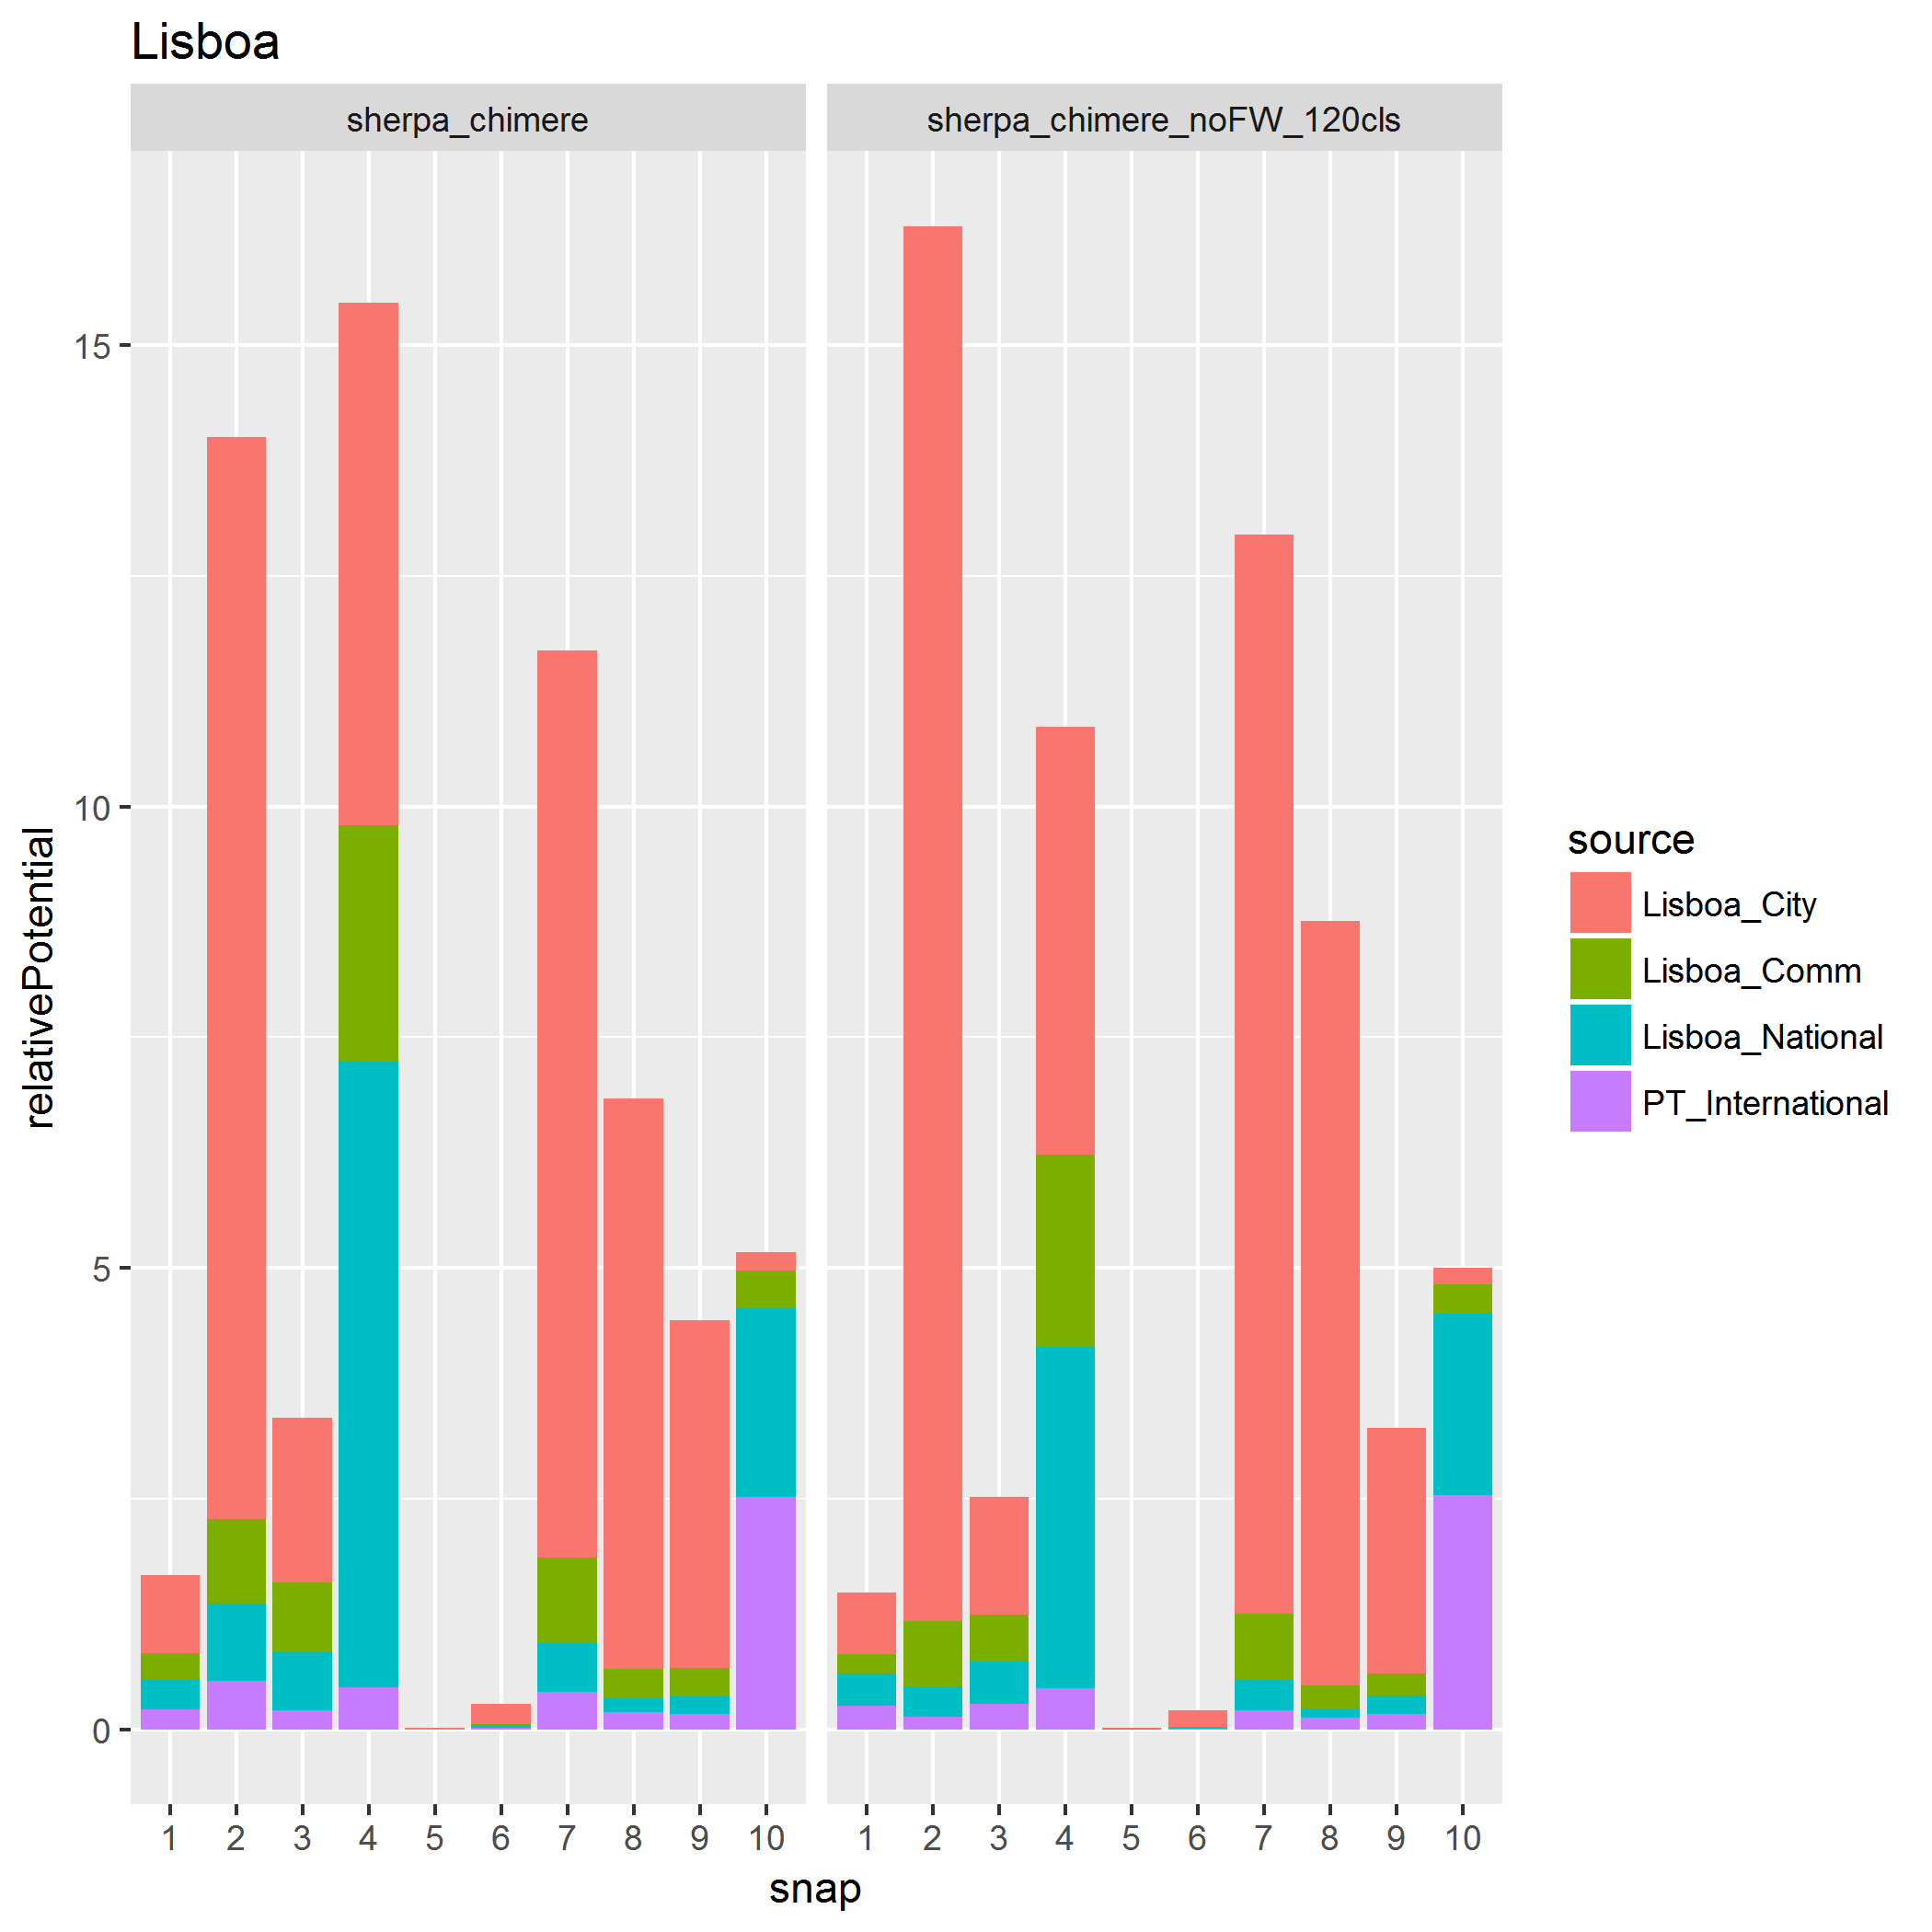 Lisboa
sherpa_chimere
sherpa_chimere_noFW_120cls
relativePotential
15
10
5
0
1 2 3 4 5 6 7 8 9 10
1 2 3 4 5 6 7 8 9 10
snap
source
Lisboa_City
Lisboa_Comm
Lisboa_National
PT_International